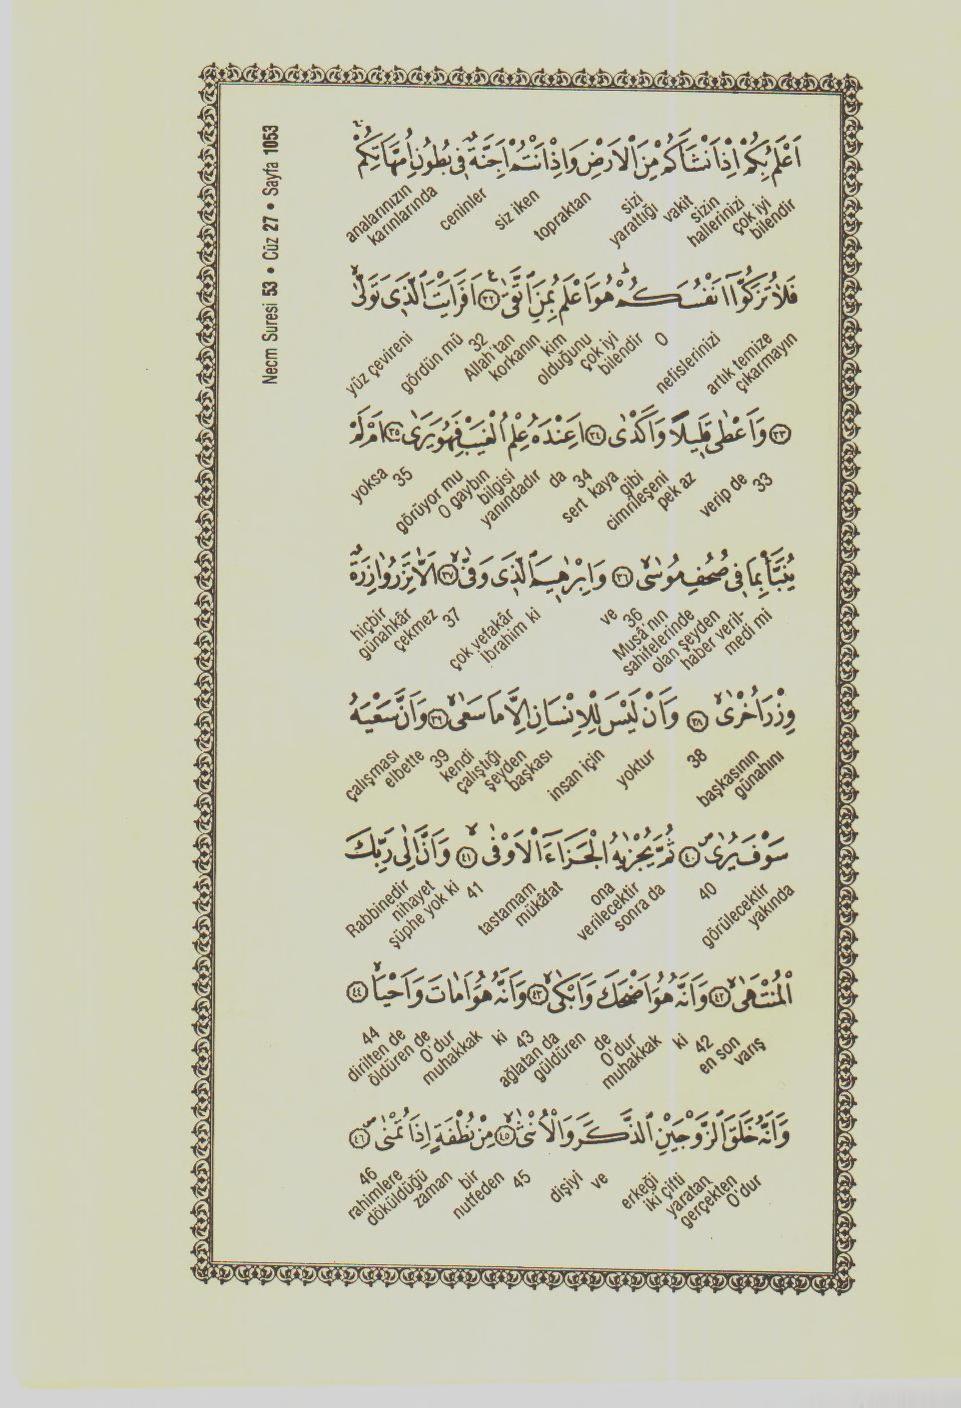 Necm Suresi 53 • Cüz 27 • Sayfa 1053
اَعْلَمُ بِكُمْ اِذْ اَنْشَاَكُمْ مِنَ الْاَرْضِ وَاِذْ اَنْتُمْ اَجِنَّةٌ فٖي بُطُونِ اُمَّهَاتِكُمْ
bilendir çok iyi hallerinizi sizin vakit yarattığı sizi topraktan siz iken ceninler karınlarında analarınızın
فَلَا تُزَكُّٓوا اَنْفُسَكُمْ هُوَ اَعْلَمُ بِمَنِ اتَّقٰى ﴿٣٢﴾ اَفَرَاَيْتَ الَّذٖي تَوَلّٰى
çıkarmayın artık temize nefislerinizi O bilendir çok iyi olduğunu kim korkanın Allah'tan 32 gördün mü yüz çevireni
﴿٣٣﴾ وَاَعْطٰى قَلٖيلًا وَاَكْدٰى ﴿٣٤﴾ اَعِنْدَهُ عِلْمُ الْغَيْبِ فَهُوَ يَرٰى ﴿٣٥﴾ اَمْ لَمْ
33 verip de pek az cimrileşeni gibi kaya sert 34 da yanındadır bilgisi O gaybın görüyor mu 35 yoksa
يُنَبَّأْ بِمَا فٖي صُحُفِ مُوسٰى ﴿٣٦﴾ وَاِبْرٰهٖيمَ الَّذٖي وَفّٰى ﴿٣٧﴾ اَلَّا تَزِرُ وَازِرَةٌ
medi mi haber veril- olan şeyden sahifelerinde Musâ'nın 36 ve İbrahim ki çok vefakâr 37 çekmez günahkâr hiçbir
وِزْرَ اُخْرٰى ﴿٣٨﴾ وَاَنْ لَيْسَ لِلْاِنْسَانِ اِلَّا مَا سَعٰى ﴿٣٩﴾ وَاَنَّ سَعْيَهُ
günahını başkasının 38 yoktur insan için başkası şeyden çalıştığı kendi 39 elbette çalışması
سَوْفَ يُرٰى ﴿٤٠﴾ ثُمَّ يُجْزٰيهُ الْجَزَٓاءَ الْاَوْفٰى ﴿٤١﴾ وَاَنَّ اِلٰى رَبِّكَ
yakında görülecektir 40 sonra da verilecektir ona mükâfat tastamam 41 şüphe yok ki nihayet Rabbinedir
الْمُنْتَهٰى ﴿٤٢﴾ وَاَنَّهُ هُوَ اَضْحَكَ وَاَبْكٰى ﴿٤٣﴾ وَاَنَّهُ هُوَ اَمَاتَ وَاَحْيَا ﴿٤٤﴾
varış en son 42 ki muhakkak O'dur de güldüren ağlatan da 43 ki muhakkak O'dur öldüren de dirilten de 44
وَاَنَّهُ خَلَقَ الزَّوْجَيْنِ الذَّكَرَ وَالْاُنْثٰى ﴿٤٥﴾ مِنْ نُطْفَةٍ اِذَا تُمْنٰى ﴿٤٦﴾
O'dur gerçekten yaratan iki çifti erkeği ve dişiyi 45 nutfeden bir zaman döküldüğü rahimlere 46